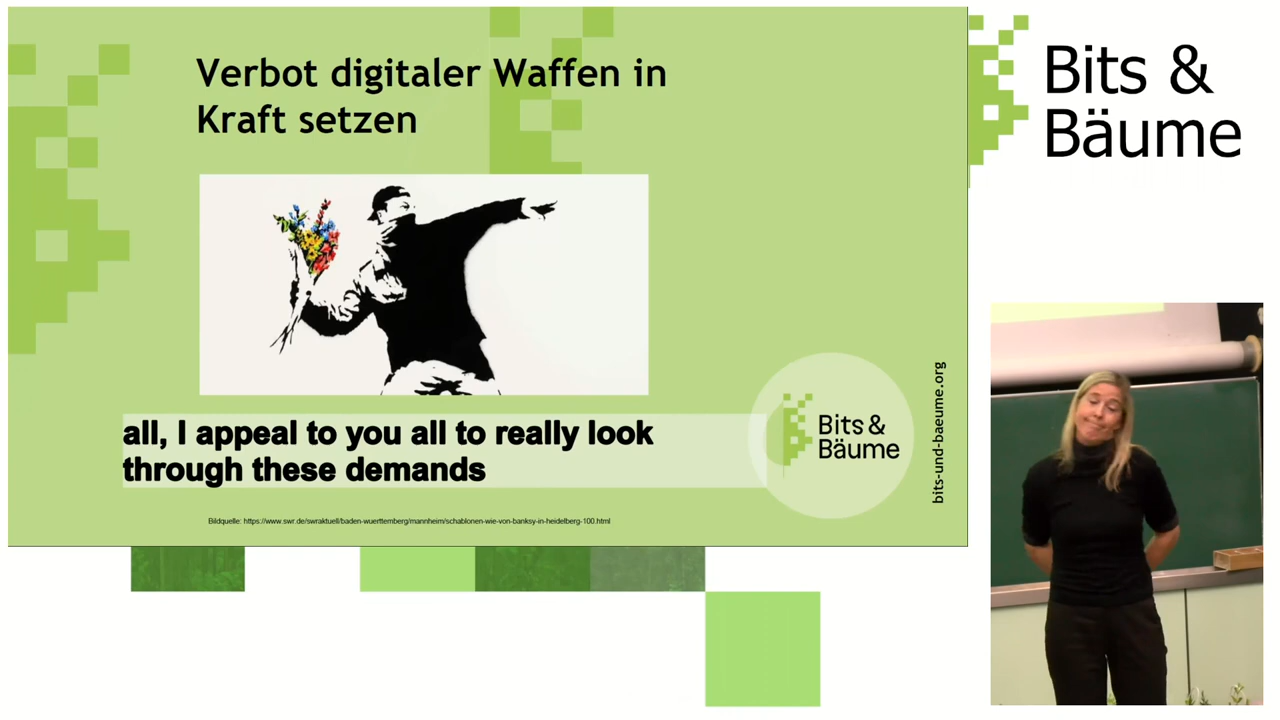 Verbot digitaler Waffen in
Kraft setzen
all, I appeal to you all to really look
through these demands
Bits &
Bäume
bits-und-baeume.org
Bildquelle: https://www.swr.de/swraktuell/baden-wuerttemberg/mannheim/schablonen-wie-von-banksy-in-heidelberg-100.html
Bits &
Bäume